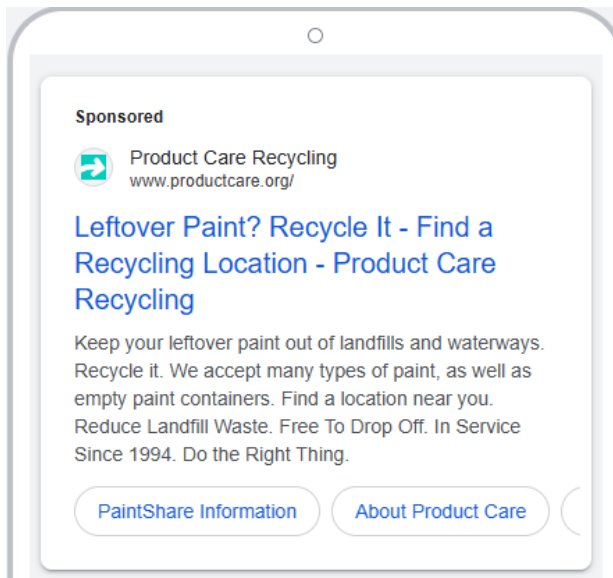 Sponsored
Product Care Recycling
www.productcare.org/
Leftover Paint? Recycle It - Find a
Recycling Location - Product Care
Recycling
Keep your leftover paint out of landfills and waterways.
Recycle it. We accept many types of paint, as well as
empty paint containers. Find a location near you.
Reduce Landfill Waste. Free To Drop Off. In Service
Since 1994. Do the Right Thing.
PaintShare Information
About Product Care